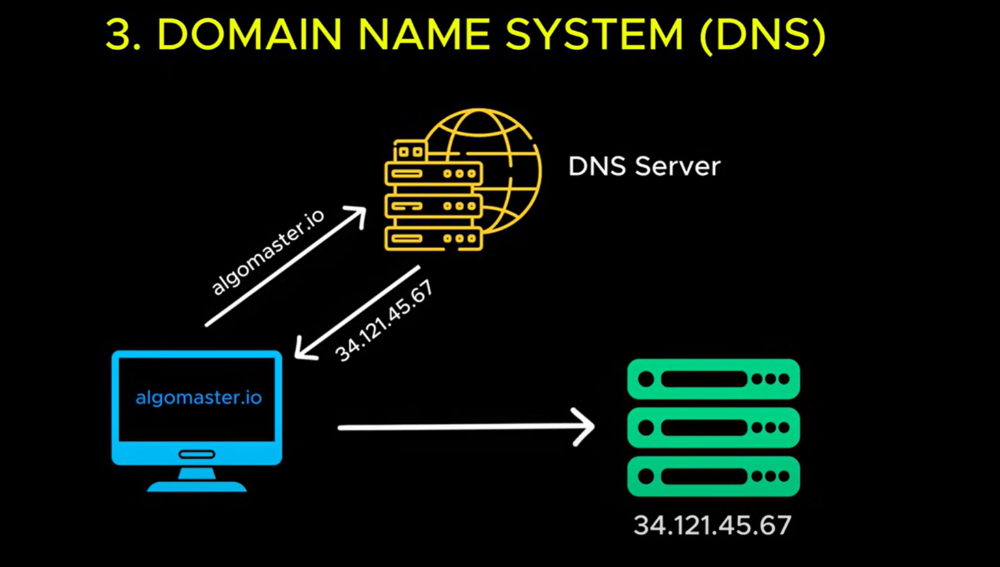 3. DOMAIN NAME SYSTEM (DNS)
DNS Server
algomaster.io
34.121.45.67
algomaster.io
34.121.45.67